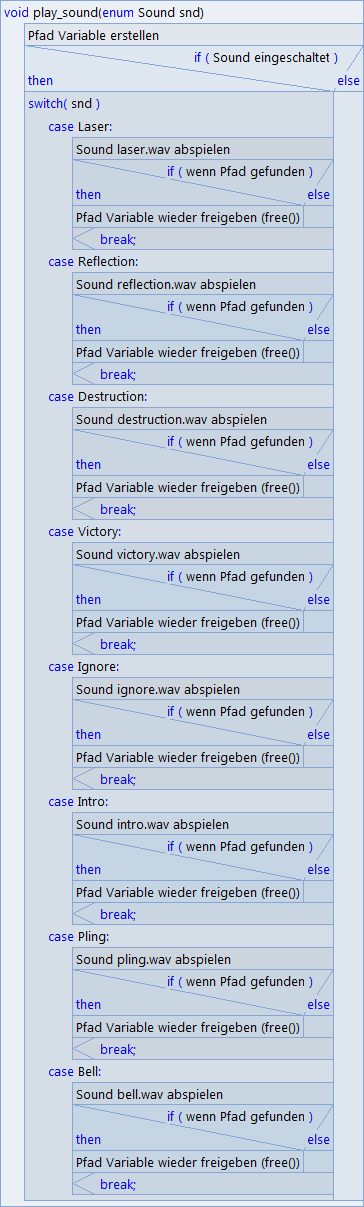 void play_sound(enum Sound snd)
Pfad Variable erstellen
if ( Sound eingeschaltet )
then else
switch( snd )
case Laser:
Sound laser.wav abspielen
if ( wenn Pfad gefunden )
then else
Pfad Variable wieder freigeben (free())
break;
case Reflection:
Sound reflection.wav abspielen
if ( wenn Pfad gefunden )
then else
Pfad Variable wieder freigeben (free())
break;
case Destruction:
Sound destruction.wav abspielen
if ( wenn Pfad gefunden )
then else
Pfad Variable wieder freigeben (free())
break;
case Victory:
Sound victory.wav abspielen
if ( wenn Pfad gefunden )
then else
Pfad Variable wieder freigeben (free())
break;
case Ignore:
Sound ignore.wav abspielen
if ( wenn Pfad gefunden )
then else
Pfad Variable wieder freigeben (free())
break;
case Intro:
Sound intro.wav abspielen
if ( wenn Pfad gefunden )
then else
Pfad Variable wieder freigeben (free())
break;
case Pling:
Sound pling.wav abspielen
if ( wenn Pfad gefunden )
then else
Pfad Variable wieder freigeben (free())
break;
case Bell:
Sound bell.wav abspielen
if ( wenn Pfad gefunden )
then else
Pfad Variable wieder freigeben (free())
break;